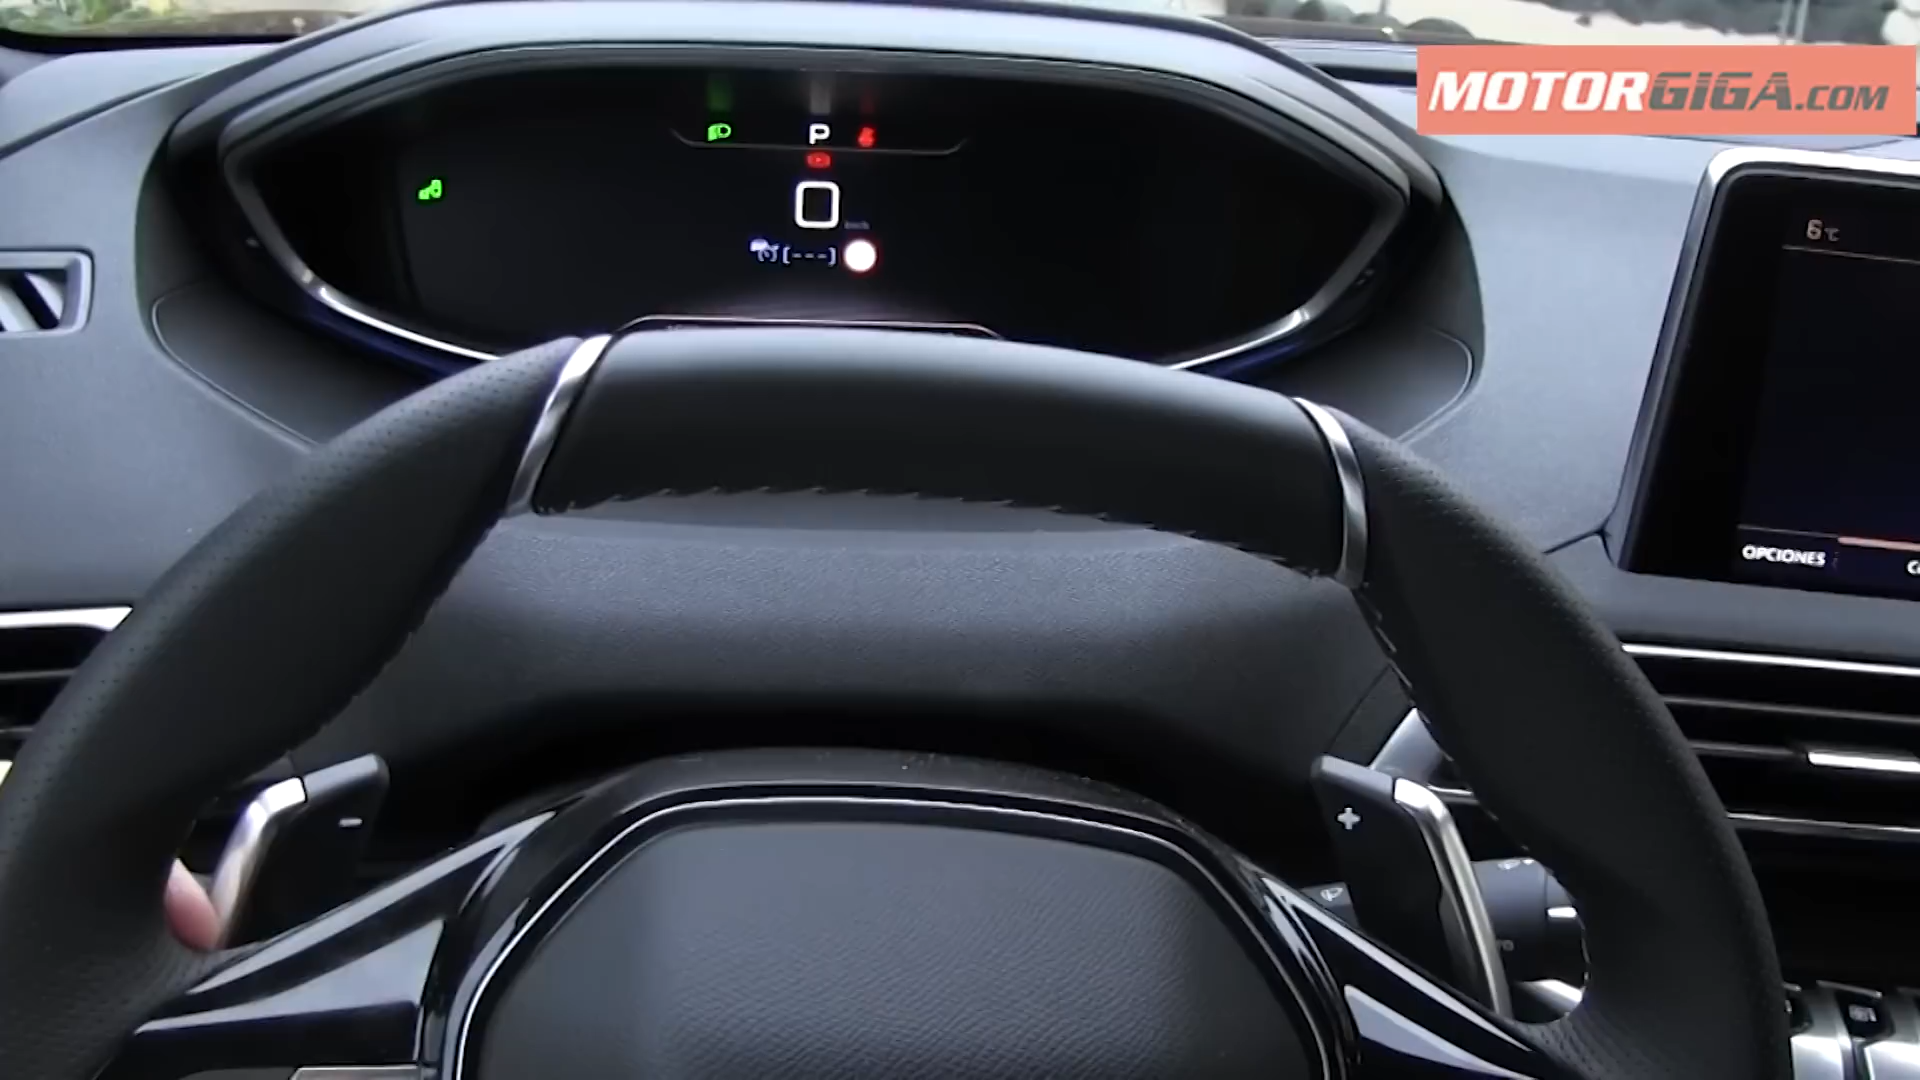 MOTORGIGA.COM
P
0
[---]
6°C
OPCIONES
-
+